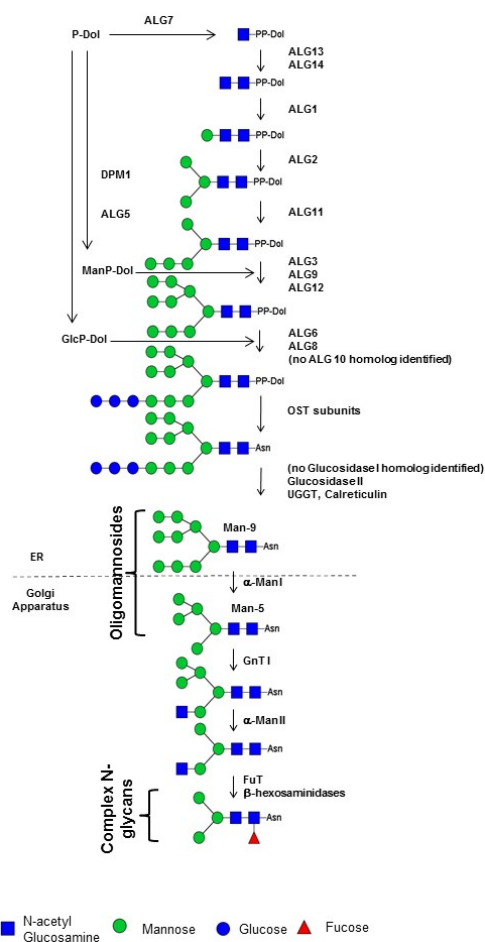 ALG7
P-Dol
PP-Dol
ALG13
ALG14
PP-Dol
ALG1
PP-Dol
ALG2
DPM1
PP-Dol
ALG5
ALG11
PP-Dol
ManP-Dol
ALG3
ALG9
ALG12
PP-Dol
GlcP-Dol
ALG6
ALG8
(no ALG10 homolog identified)
PP-Dol
OST subunits
Asn
(no Glucosidase I homolog identified)
Glucosidase II
UGGT, Calreticulin
Oligomannosides
Man-9
Asn
ER
α-Man I
Golgi
Apparatus
Man-5
Asn
GnT I
Asn
α-Man II
Asn
FuT
β-hexosaminidases
Complex N-
glycans
Asn
N-acetyl
Glucosamine
Mannose
Glucose
Fucose